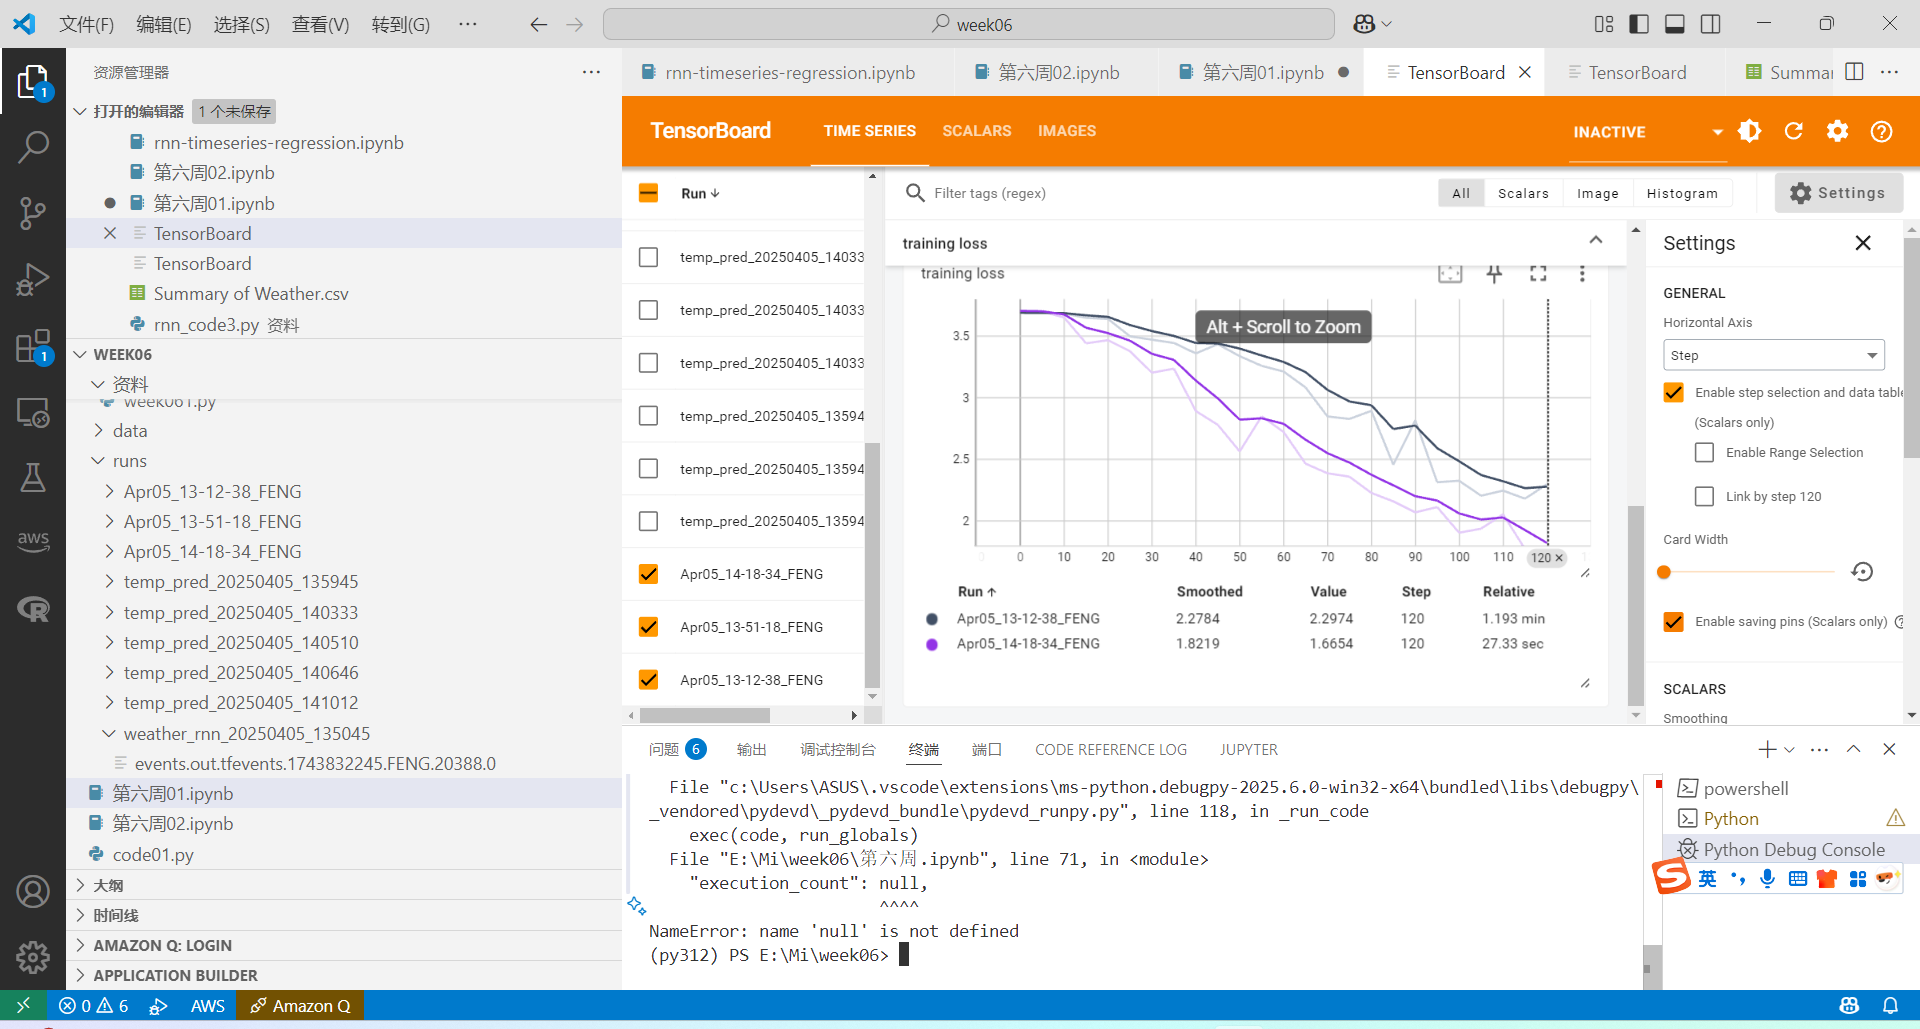 文件(F) 编辑(E) 选择(S) 查看(V) 转到(G) ··· week06
资源管理器 ···
打开的编辑器 1 个未保存
rnn-timeseries-regression.ipynb
第六周02.ipynb
第六周01.ipynb
TensorBoard
TensorBoard
Summary of Weather.csv
rnn_code3.py 资料
WEEK06
资料
week061.py
data
runs
Apr05_13-12-38_FENG
Apr05_13-51-18_FENG
Apr05_14-18-34_FENG
temp_pred_20250405_135945
temp_pred_20250405_140333
temp_pred_20250405_140510
temp_pred_20250405_140646
temp_pred_20250405_141012
weather_rnn_20250405_135045
events.out.tfevents.1743832245.FENG.20388.0
第六周01.ipynb
第六周02.ipynb
code01.py
大纲
时间线
AMAZON Q: LOGIN
APPLICATION BUILDER
1
1
aws
rnn-timeseries-regression.ipynb 第六周02.ipynb 第六周01.ipynb TensorBoard TensorBoard Summar ···
TensorBoard TIME SERIES SCALARS IMAGES INACTIVE
Run
temp_pred_20250405_14033
temp_pred_20250405_14033
temp_pred_20250405_14033
temp_pred_20250405_13594
temp_pred_20250405_13594
temp_pred_20250405_13594
Apr05_14-18-34_FENG
Apr05_13-51-18_FENG
Apr05_13-12-38_FENG
Filter tags (regex) All Scalars Image Histogram Settings
training loss
training loss
Alt + Scroll to Zoom
3.5
3
2.5
2
0 10 20 30 40 50 60 70 80 90 100 110 120
Run Smoothed Value Step Relative
Apr05_13-12-38_FENG 2.2784 2.2974 120 1.193 min
Apr05_14-18-34_FENG 1.8219 1.6654 120 27.33 sec
Settings
GENERAL
Horizontal Axis
Step
Enable step selection and data table
(Scalars only)
Enable Range Selection
Link by step 120
Card Width
Enable saving pins (Scalars only)
SCALARS
Smoothing
问题 6 输出 调试控制台 终端 端口 CODE REFERENCE LOG JUPYTER ···
File "c:\Users\ASUS\.vscode\extensions\ms-python.debugpy-2025.6.0-win32-x64\bundled\libs\debugpy\
_vendored\pydevd\_pydevd_bundle\pydevd_runpy.py", line 118, in _run_code
exec(code, run_globals)
File "E:\Mi\week06\第六周.ipynb", line 71, in <module>
"execution_count": null,
^^^^
NameError: name 'null' is not defined
(py312) PS E:\Mi\week06>
powershell
Python
Python Debug Console
S 英
0 6 AWS Amazon Q